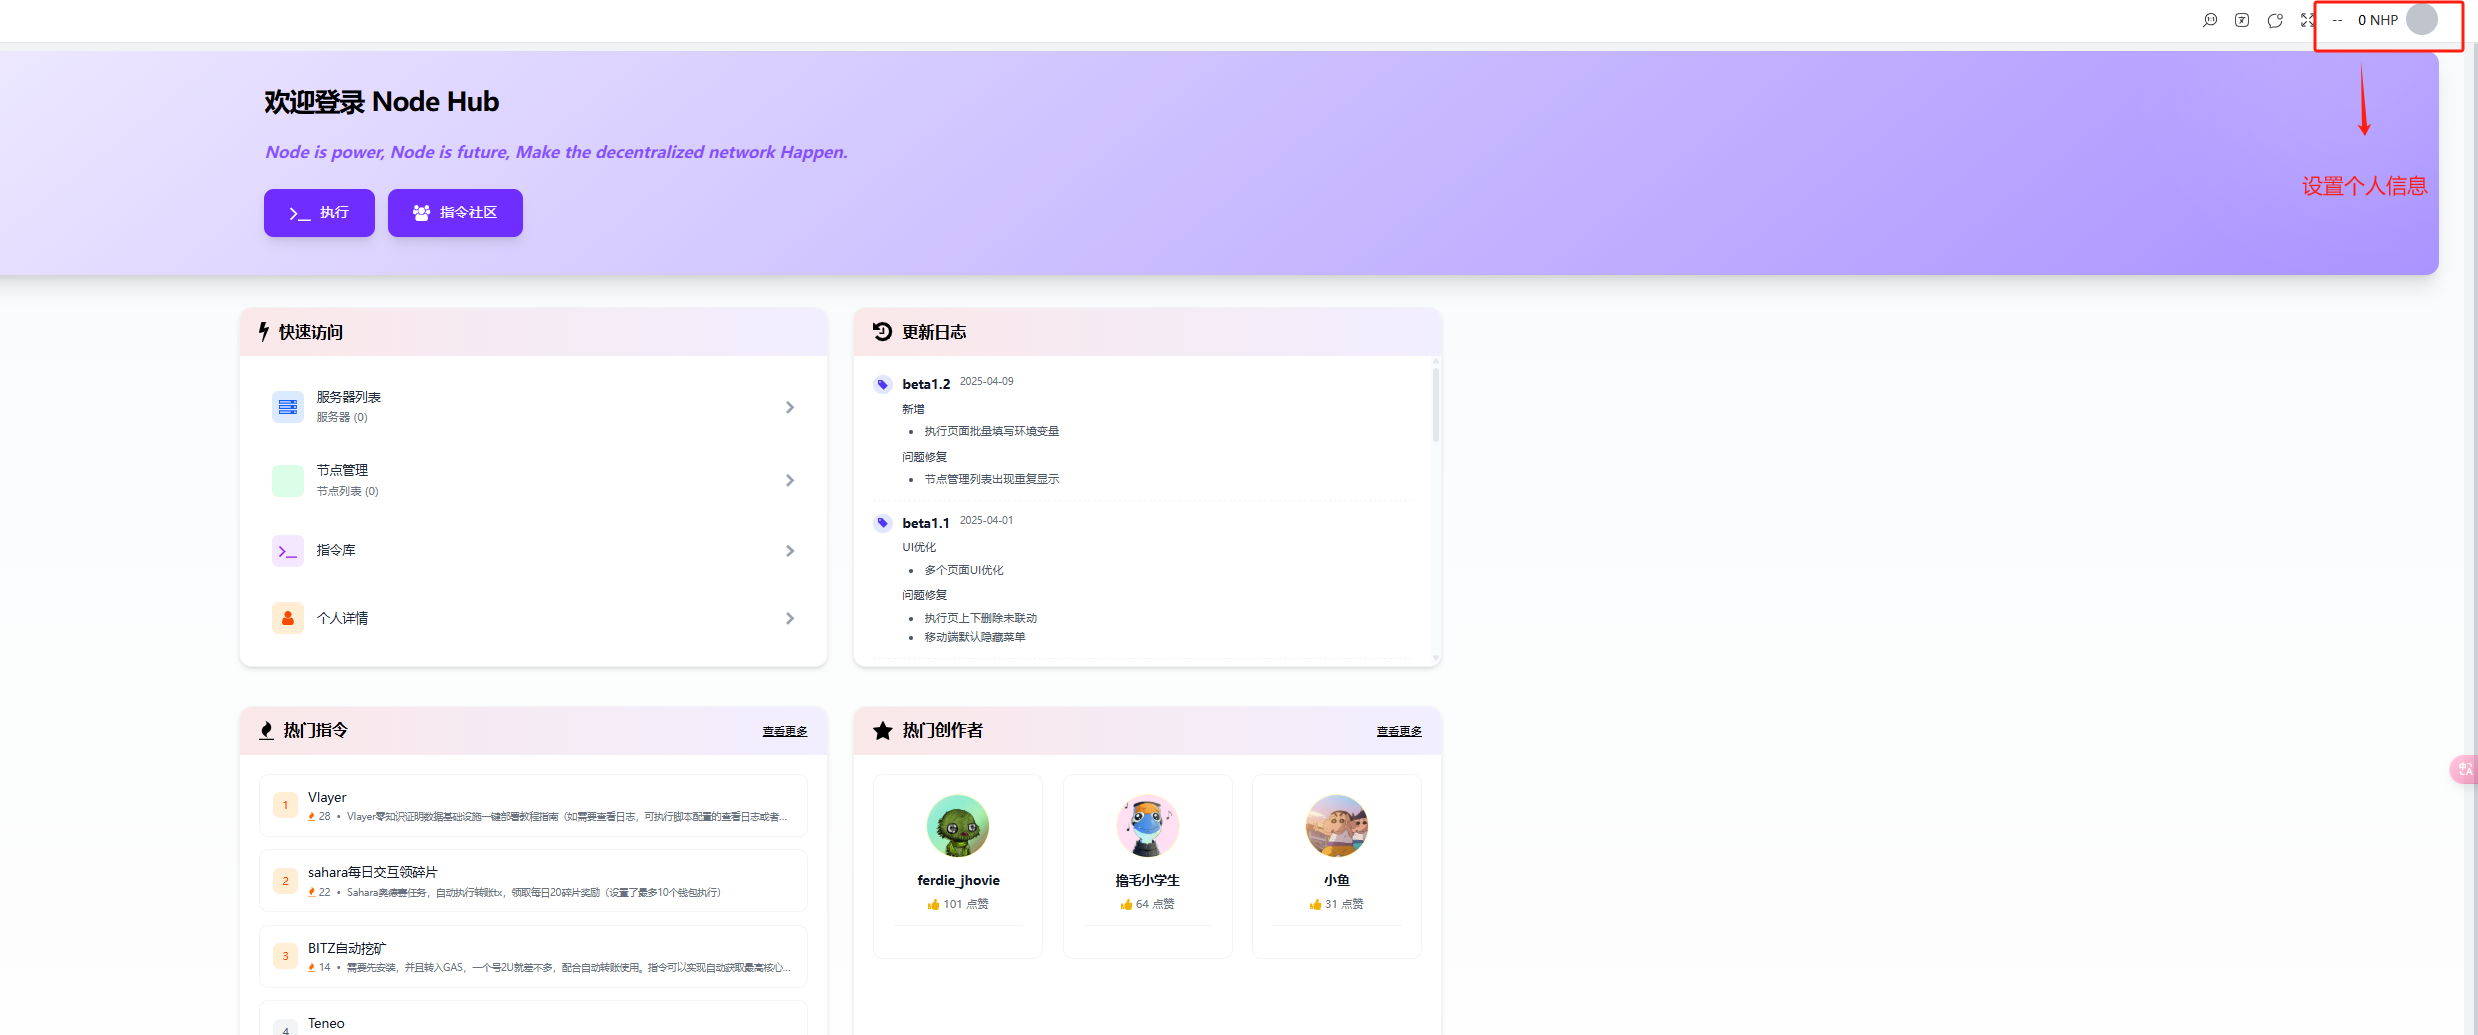 -- 0 NHP
欢迎登录 Node Hub
Node is power, Node is future, Make the decentralized network Happen.
设置个人信息
执行
指令社区
快速访问
服务器列表
服务器 (0)
节点管理
节点列表 (0)
指令库
个人详情
更新日志
beta1.2 2025-04-09
新增
• 执行页面批量填写环境变量
问题修复
• 节点管理列表出现重复显示
beta1.1 2025-04-01
UI优化
• 多个页面UI优化
问题修复
• 执行页上下删除未联动
• 移动端默认隐藏菜单
热门指令 查看更多
1 Vlayer
28 • Vlayer零知识证明数据基础设施一键部署教程指南（如需要查看日志，可执行脚本配置的查看日志或者...
2 sahara每日交互领碎片
22 • Sahara奥德赛任务，自动执行转账tx，领取每日20碎片奖励（设置了最多10个钱包执行）
3 BITZ自动挖矿
14 • 需要先安装，并且转入GAS，一个号2U就差不多，配合自动转账使用。指令可以实现自动获取最高核心...
4 Teneo
热门创作者 查看更多
ferdie_jhovie
101 点赞
撸毛小学生
64 点赞
小鱼
31 点赞